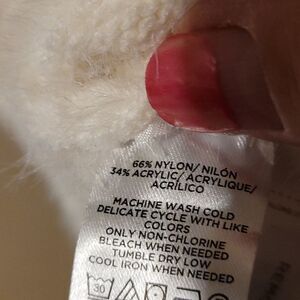 66% NYLON/ NILÓN
34% ACRYLIC/ ACRYLIQUE/
ACRÍLICO
MACHINE WASH COLD
DELICATE CYCLE WITH LIKE
COLORS
ONLY NON-CHLORINE
BLEACH WHEN NEEDED
TUMBLE DRY LOW
COOL IRON WHEN NEEDED
30